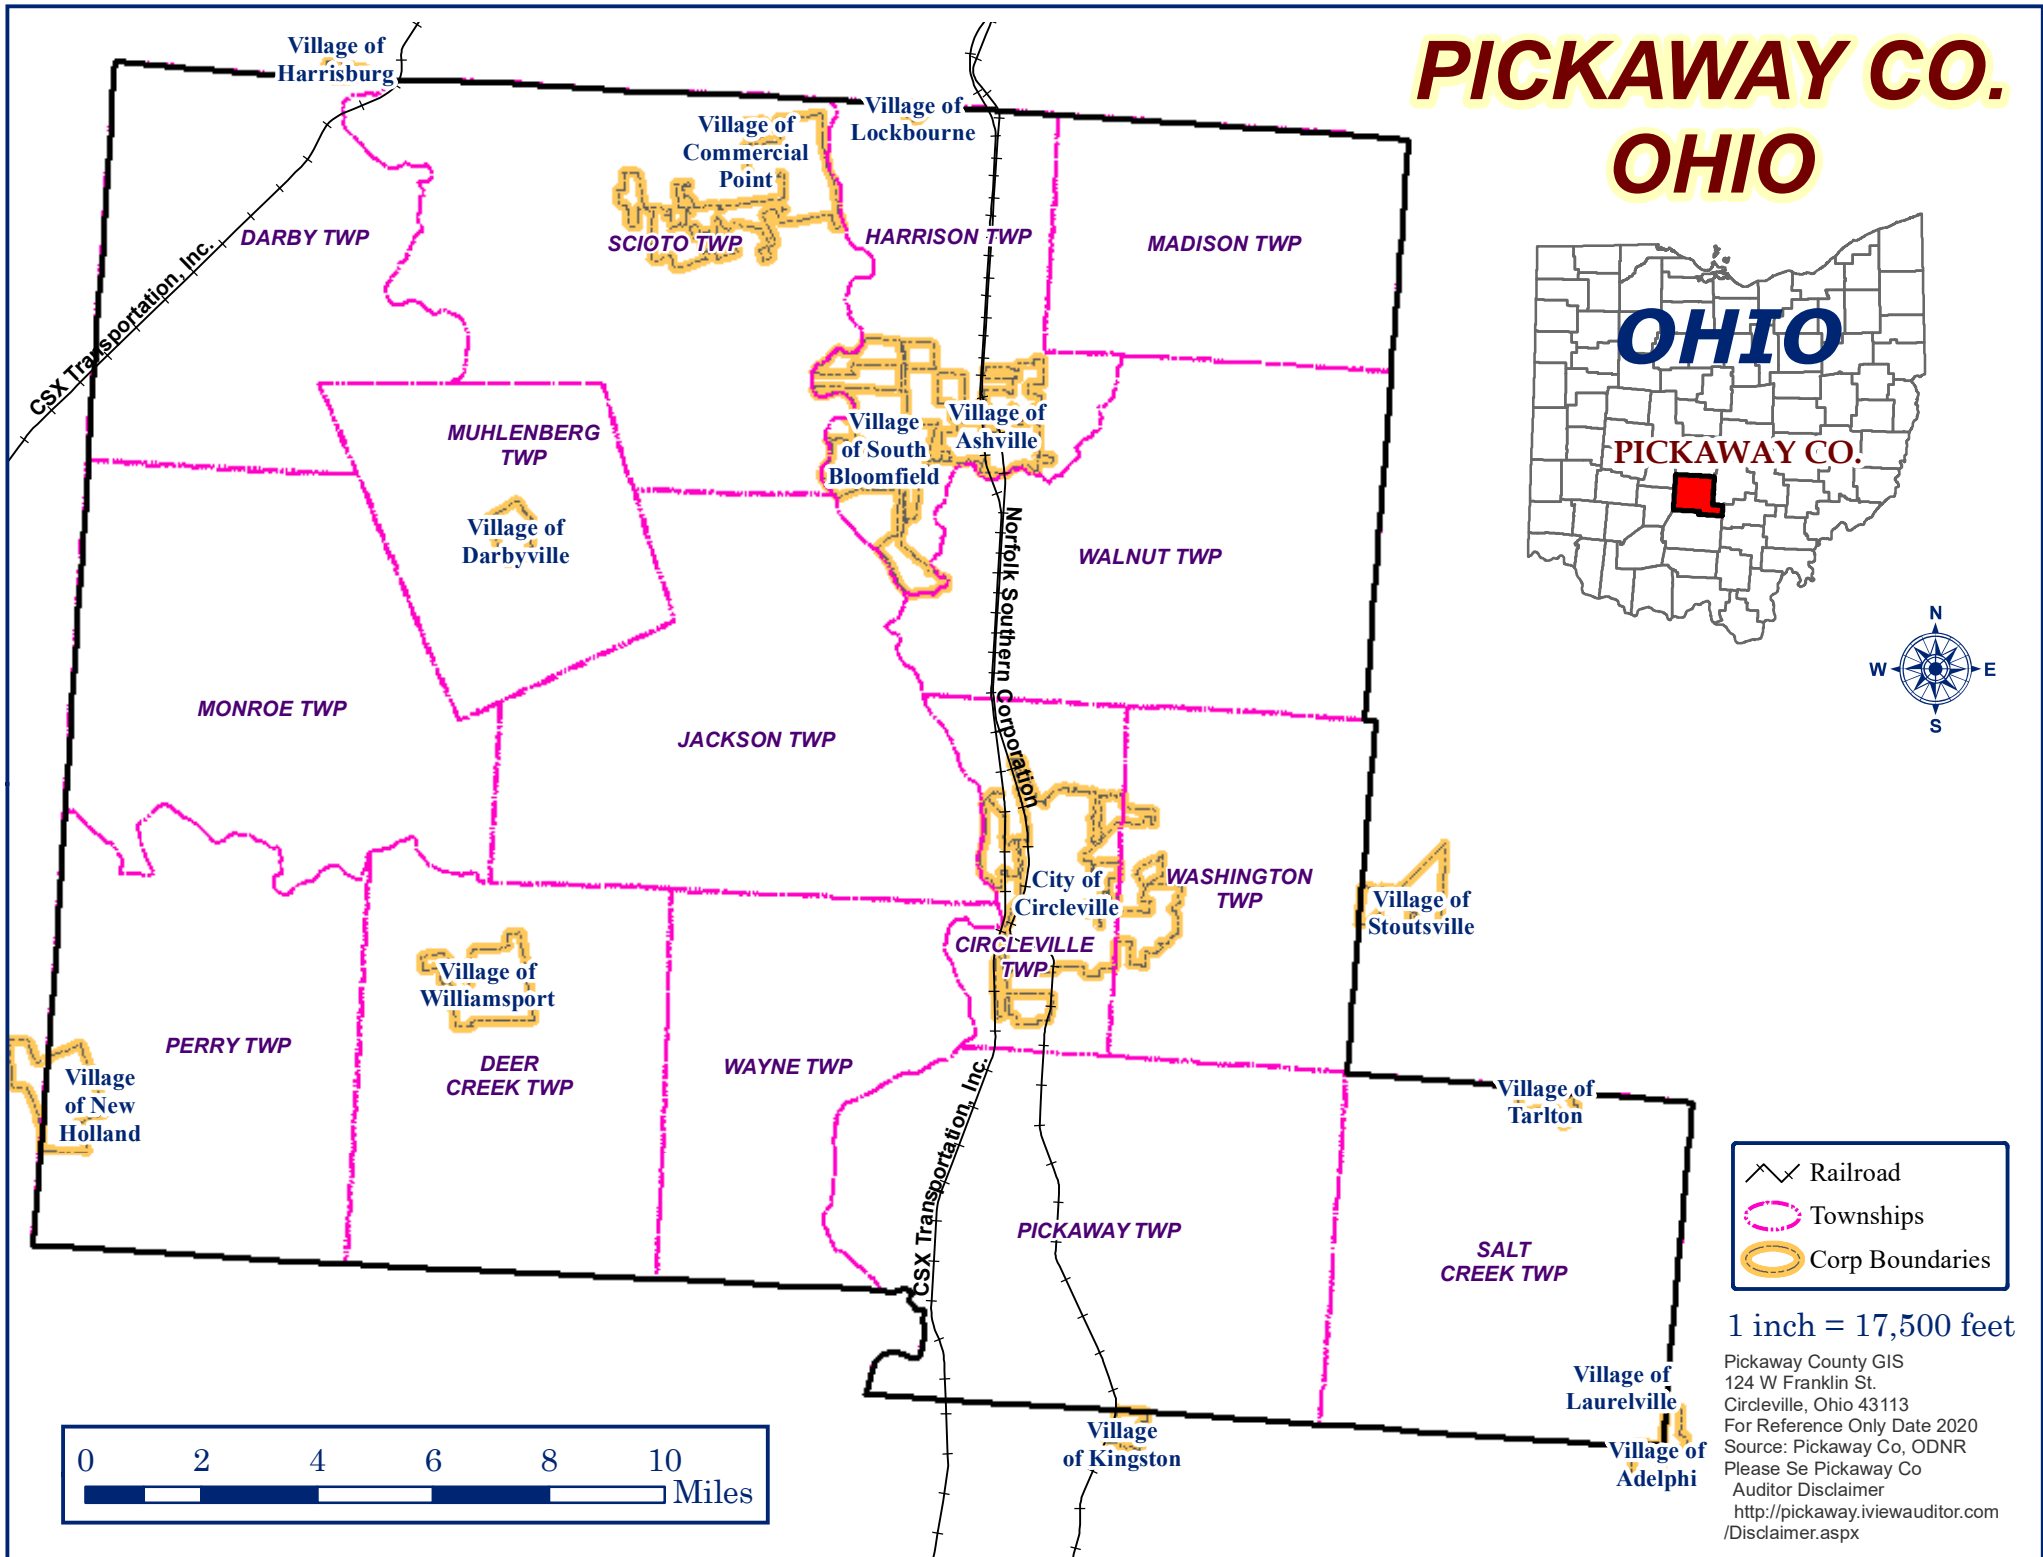 PICKAWAY CO.
OHIO
Village of
Harrisburg
Village of
Lockbourne
Village of
Commercial
Point
DARBY TWP
SCIOTO TWP
HARRISON TWP
MADISON TWP
CSX Transportation, Inc.
OHIO
PICKAWAY CO.
MUHLENBERG
TWP
Village
of South
Bloomfield
Village of
Ashville
Village of
Darbyville
Norfolk Southern Corporation
WALNUT TWP
N
W
E
S
MONROE TWP
JACKSON TWP
City of
Circleville
WASHINGTON
TWP
Village of
Stoutsville
CIRCLEVILLE
TWP
Village of
Williamsport
PERRY TWP
DEER
CREEK TWP
WAYNE TWP
Village
of New
Holland
CSX Transportation, Inc.
Village of
Tarlton
PICKAWAY TWP
SALT
CREEK TWP
Railroad
Townships
Corp Boundaries
1 inch = 17,500 feet
Village of
Laurelville
Village
of Kingston
Village of
Adelphi
Pickaway County GIS
124 W Franklin St.
Circleville, Ohio 43113
For Reference Only Date 2020
Source: Pickaway Co, ODNR
Please Se Pickaway Co
Auditor Disclaimer
http://pickaway.iviewauditor.com
/Disclaimer.aspx
0 2 4 6 8 10
Miles